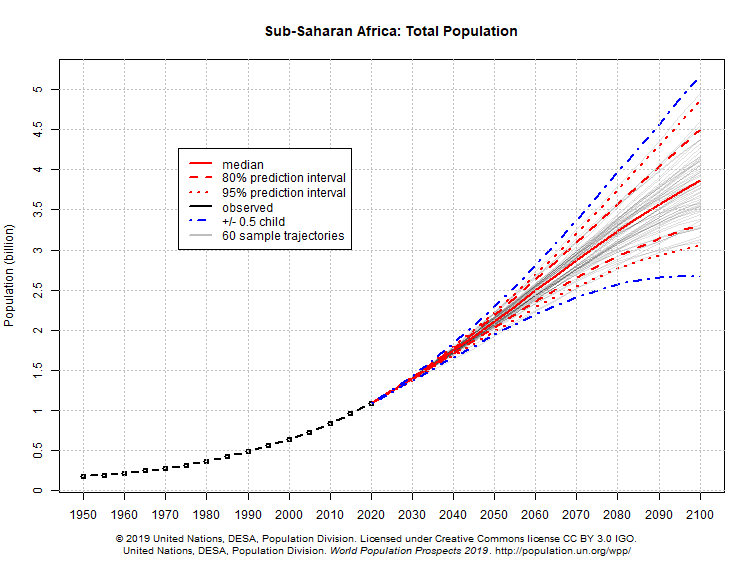 Sub-Saharan Africa: Total Population
Population (billion)
5
4.5
4
3.5
3
2.5
2
1.5
1
0.5
0
median
80% prediction interval
95% prediction interval
observed
+/- 0.5 child
60 sample trajectories
1950 1960 1970 1980 1990 2000 2010 2020 2030 2040 2050 2060 2070 2080 2090 2100
© 2019 United Nations, DESA, Population Division. Licensed under Creative Commons license CC BY 3.0 IGO.
United Nations, DESA, Population Division. World Population Prospects 2019. http://population.un.org/wpp/